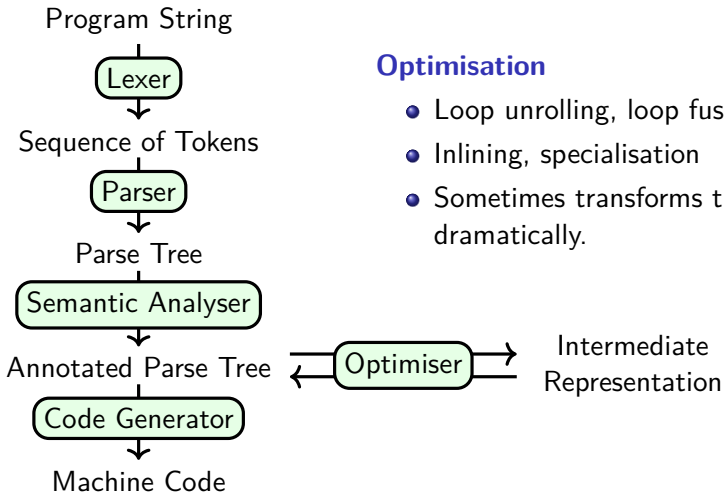 Program String
Lexer
Sequence of Tokens
Parser
Parse Tree
Semantic Analyser
Annotated Parse Tree
Code Generator
Machine Code
Optimiser
Intermediate
Representation
Optimisation
Loop unrolling, loop fus
Inlining, specialisation
Sometimes transforms t
dramatically.